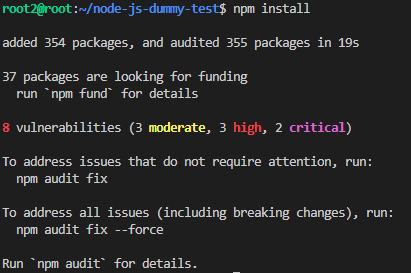 root2@root:~/node-js-dummy-test$ npm install
added 354 packages, and audited 355 packages in 19s
37 packages are looking for funding
run `npm fund` for details
8 vulnerabilities (3 moderate, 3 high, 2 critical)
To address issues that do not require attention, run:
npm audit fix
To address all issues (including breaking changes), run:
npm audit fix --force
Run `npm audit` for details.